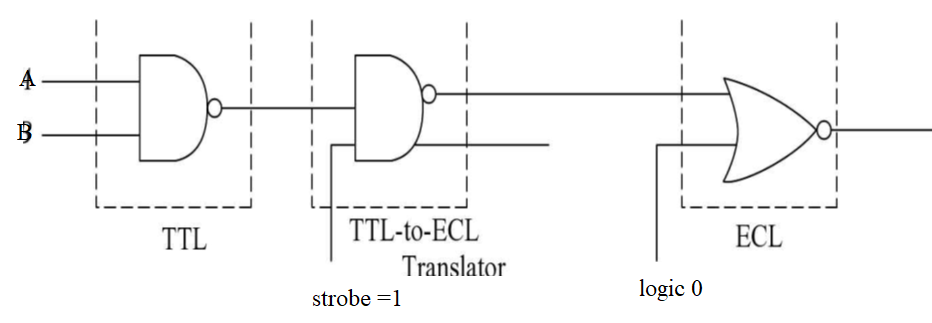 A
B
TTL
TTL-to-ECL
Translator
ECL
strobe =1
logic 0